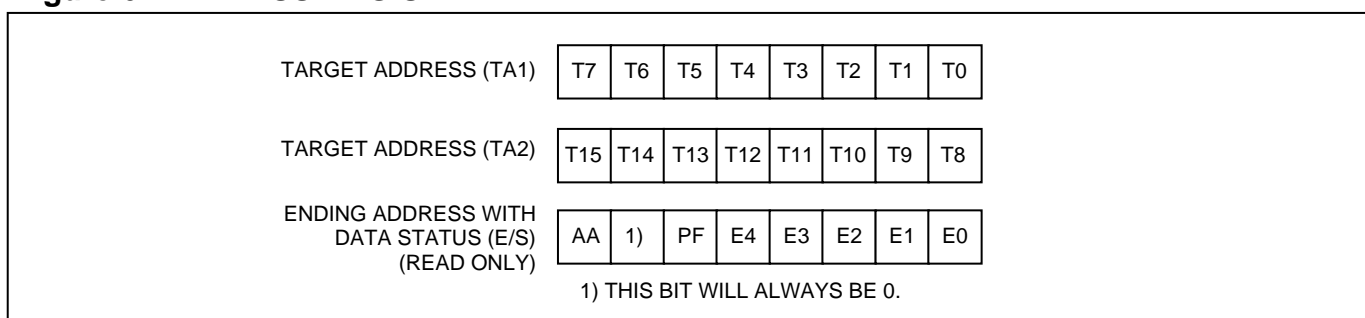 TARGET ADDRESS (TA1) T7 T6 T5 T4 T3 T2 T1 T0
TARGET ADDRESS (TA2) T15 T14 T13 T12 T11 T10 T9 T8
ENDING ADDRESS WITH
DATA STATUS (E/S)
(READ ONLY)
AA 1) PF E4 E3 E2 E1 E0
1) THIS BIT WILL ALWAYS BE 0.